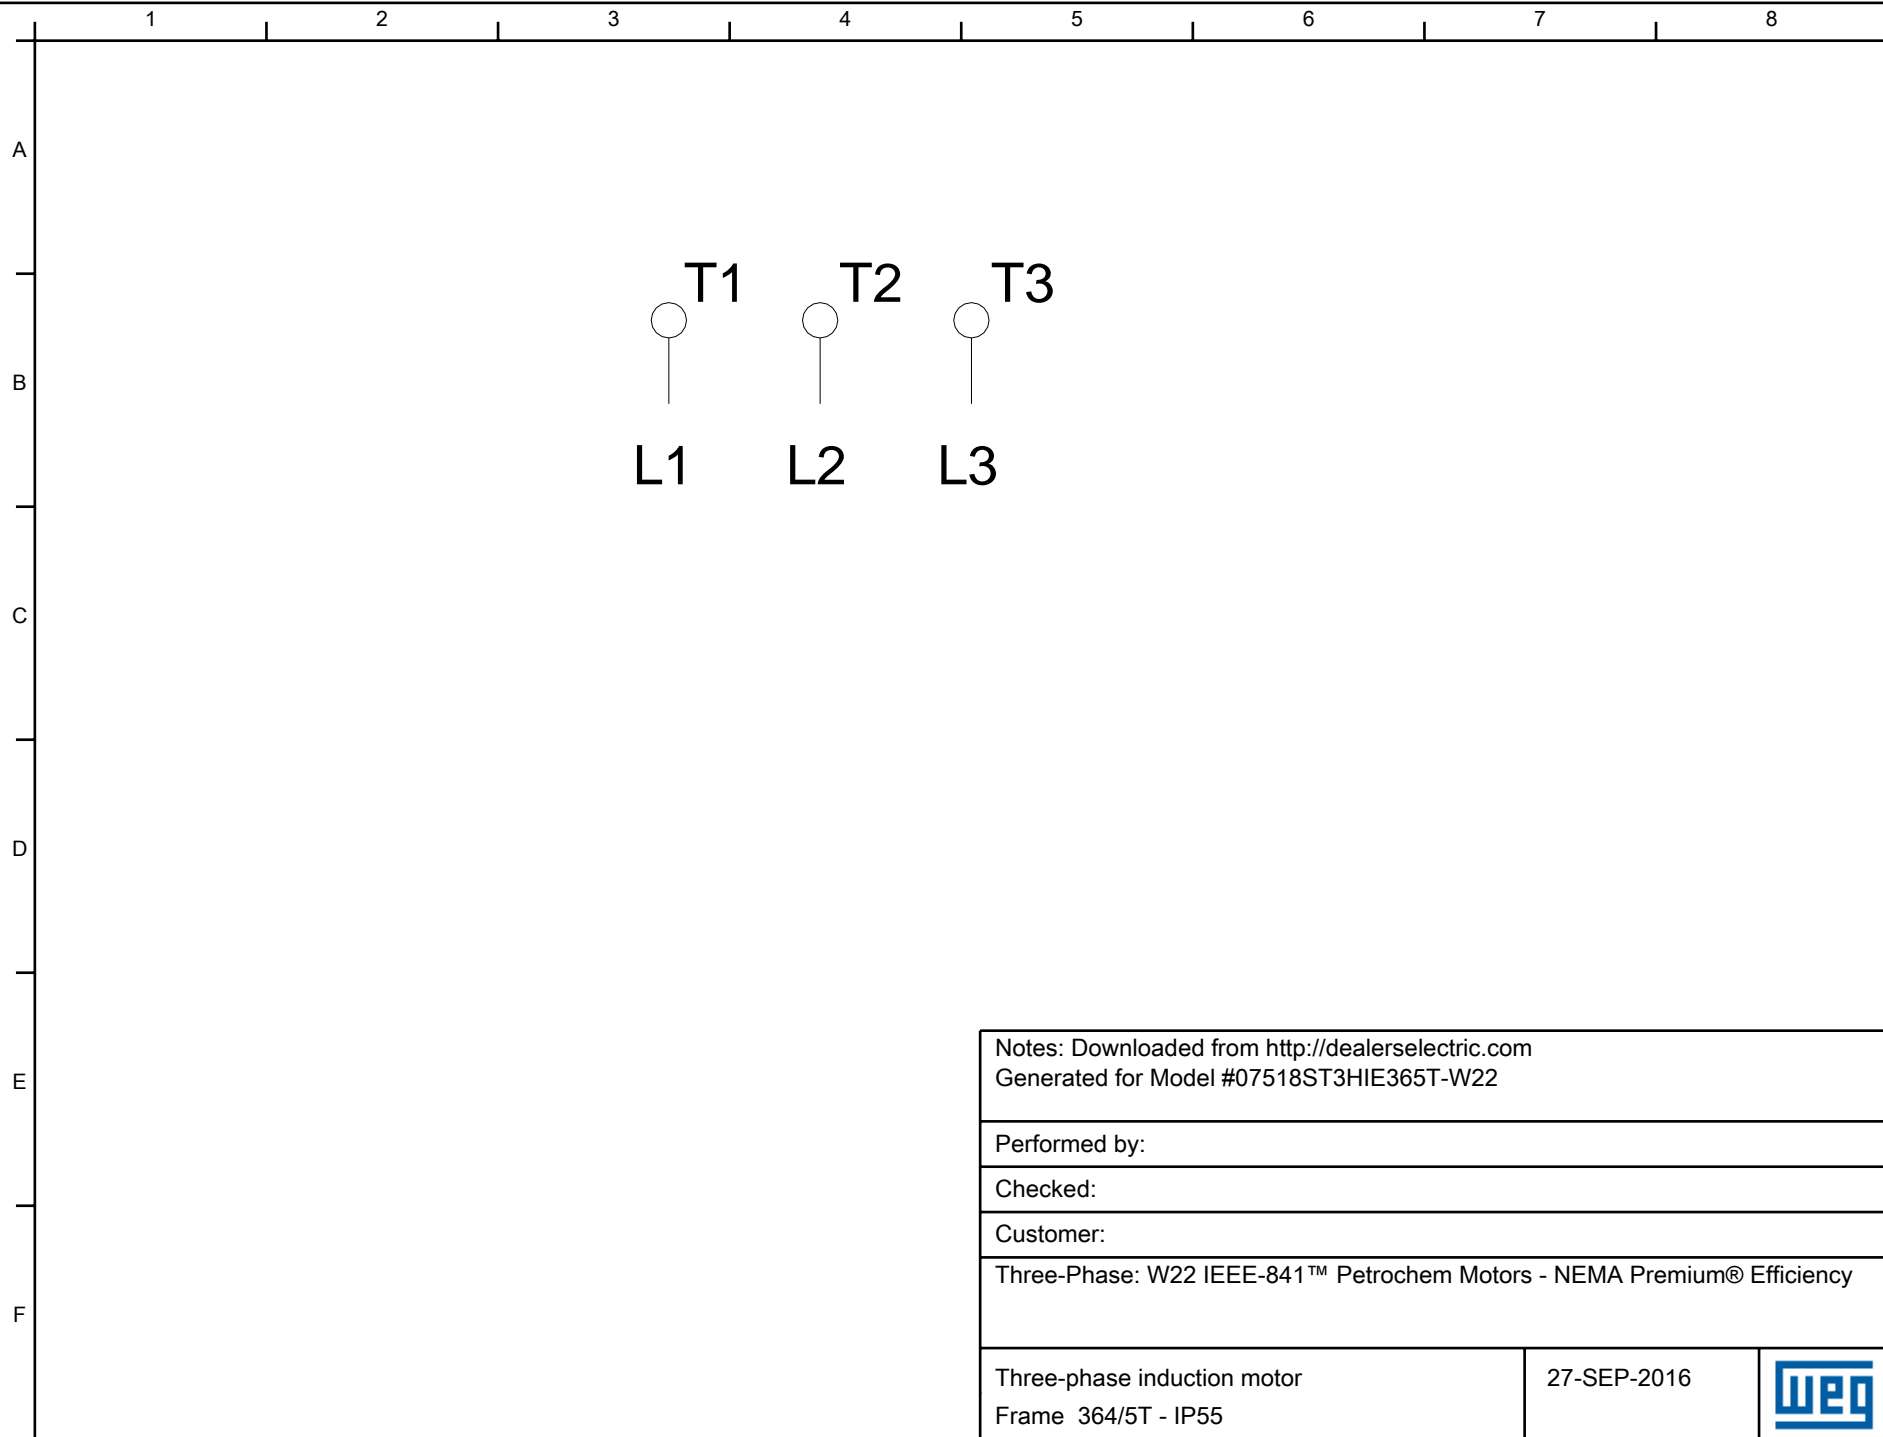 1 2 3 4 5 6 7 8
A
T1 T2 T3
B
L1 L2 L3
C
D
Notes: Downloaded from http://dealerselectric.com
E
Generated for Model #07518ST3HIE365T-W22
Performed by:
Checked:
Customer:
Three-Phase: W22 IEEE-841™ Petrochem Motors - NEMA Premium® Efficiency
F
Three-phase induction motor
27-SEP-2016
weg
Frame 364/5T - IP55